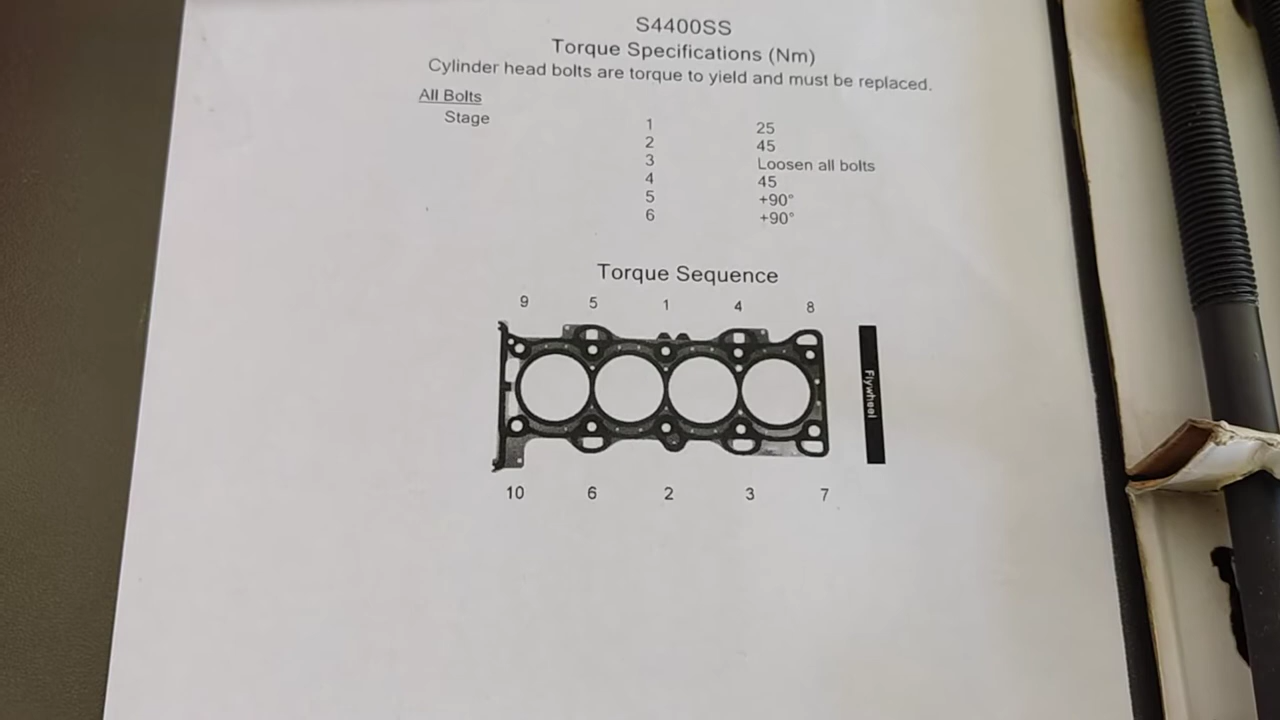 S4400SS
Torque Specifications (Nm)
Cylinder head bolts are torque to yield and must be replaced.
All Bolts
Stage
1 25
2 45
3 Loosen all bolts
4 45
5 +90°
6 +90°
Torque Sequence
9 5 1 4 8
Flywheel
10 6 2 3 7